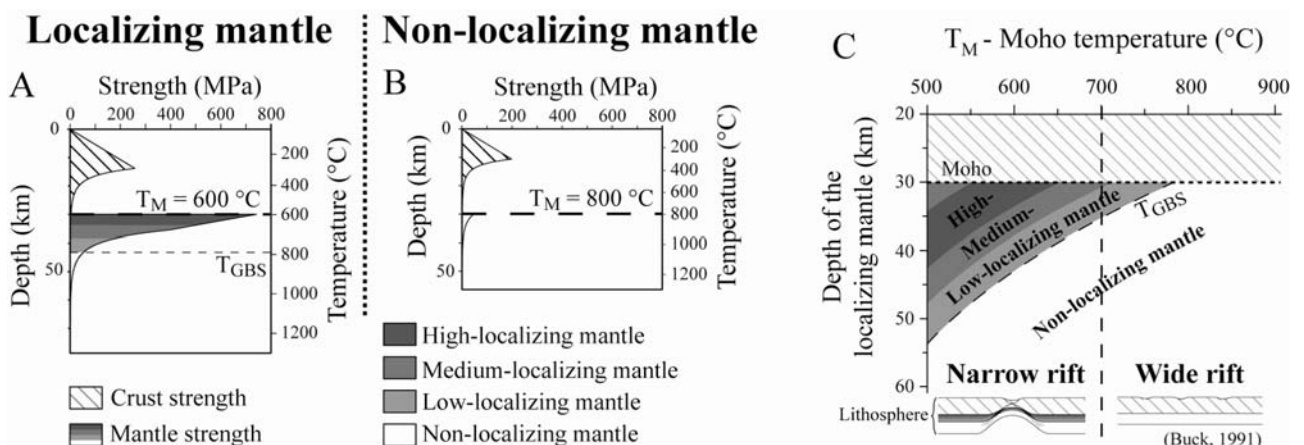 Localizing mantle
Non-localizing mantle
A
Strength (MPa)
0 200 400 600 800
Depth (km)
0
50
Temperature (°C)
200
400
T_M = 600 °C
600
800
T_GBS
1000
1200
Crust strength
Mantle strength
B
Strength (MPa)
0 200 400 600 800
Depth (km)
0
50
Temperature (°C)
200
400
600
T_M = 800 °C
800
1000
1200
High-localizing mantle
Medium-localizing mantle
Low-localizing mantle
Non-localizing mantle
C
T_M - Moho temperature (°C)
500 600 700 800 900
Depth of the
localizing mantle (km)
20
30
40
50
60
Moho
High-
Medium-
Low-localizing mantle
T_GBS
Non-localizing mantle
Narrow rift
Wide rift
Lithosphere
(Buck, 1991)